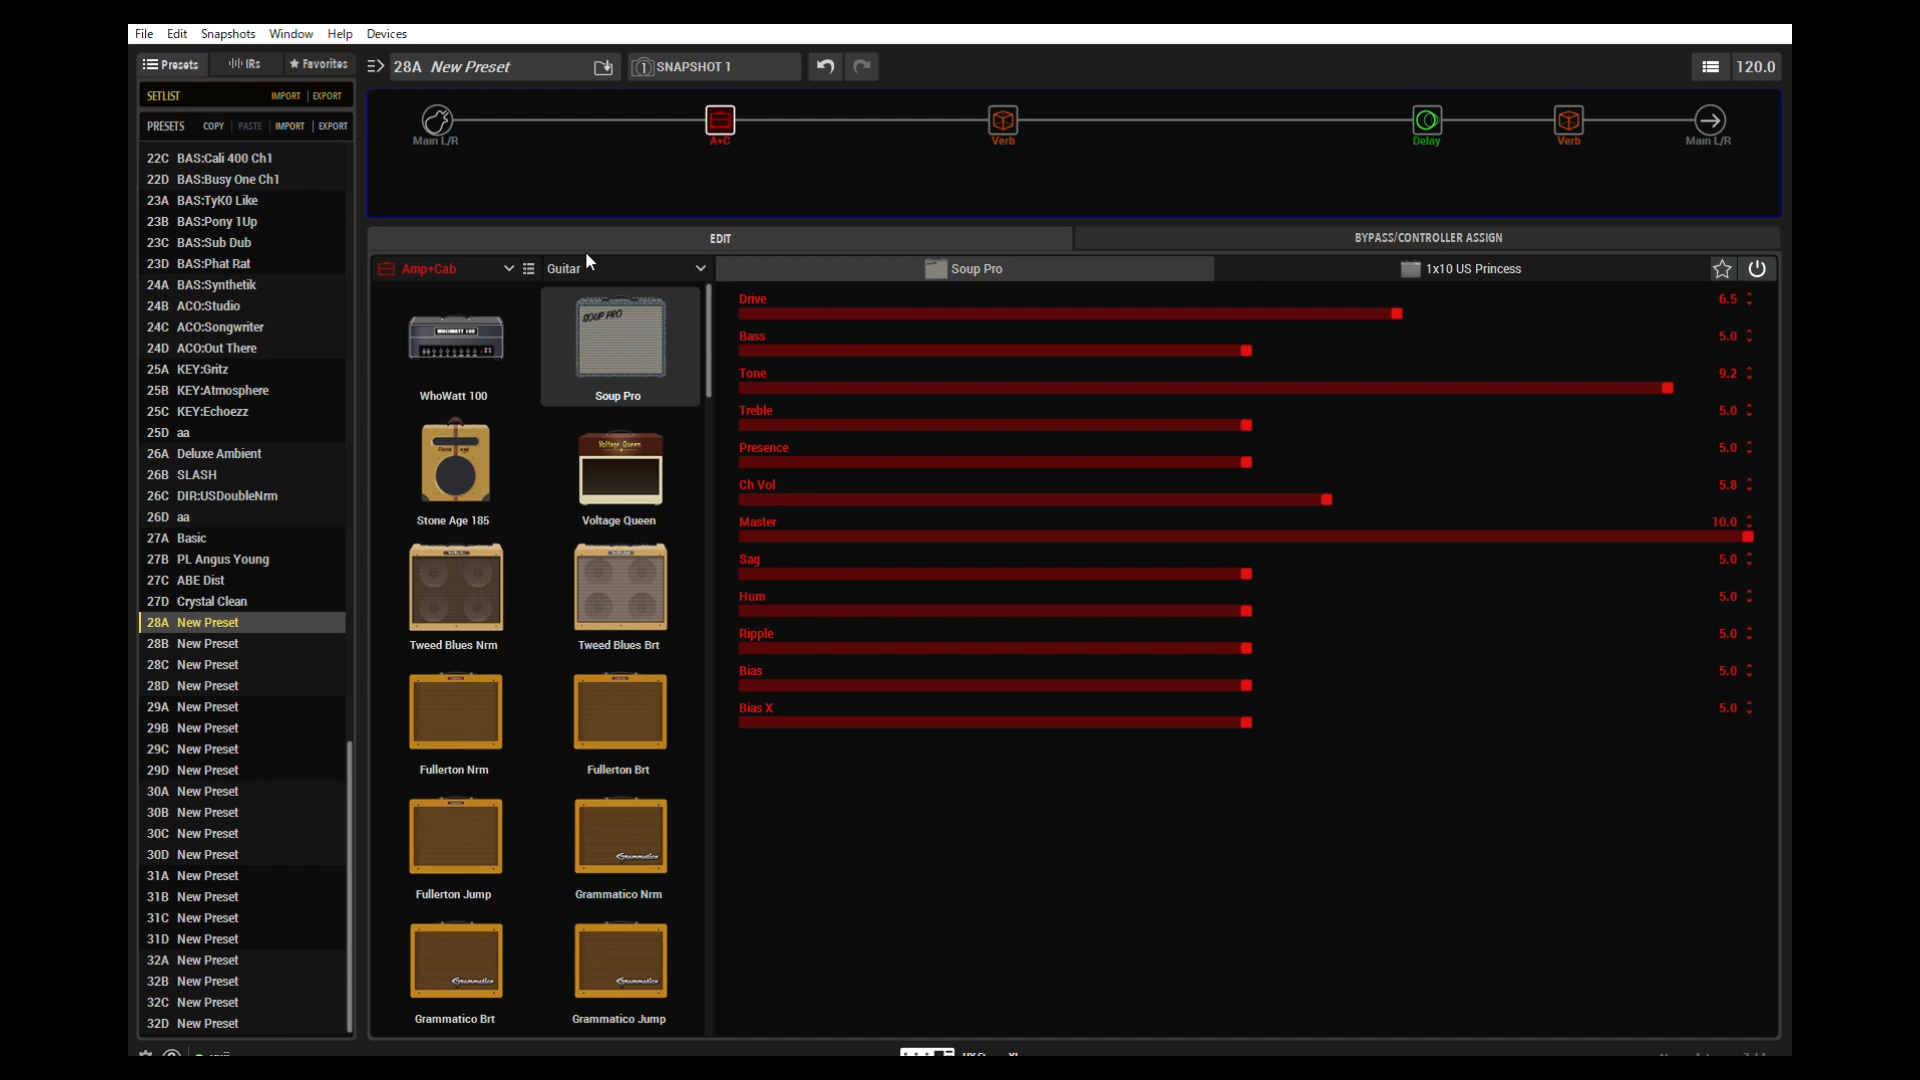 File Edit Snapshots Window Help Devices
Presets IRs Favorites 28A New Preset 1 SNAPSHOT 1 120.0
SETLIST IMPORT EXPORT
PRESETS COPY PASTE IMPORT EXPORT
22C BAS:Cali 400 Ch1
22D BAS:Busy One Ch1
23A BAS:TyK0 Like
23B BAS:Pony 1Up
23C BAS:Sub Dub
23D BAS:Phat Rat
24A BAS:Synthetik
24B ACO:Studio
24C ACO:Songwriter
24D ACO:Out There
25A KEY:Gritz
25B KEY:Atmosphere
25C KEY:Echoezz
25D aa
26A Deluxe Ambient
26B SLASH
26C DIR:USDoubleNrm
26D aa
27A Basic
27B PL Angus Young
27C ABE Dist
27D Crystal Clean
28A New Preset
28B New Preset
28C New Preset
28D New Preset
29A New Preset
29B New Preset
29C New Preset
29D New Preset
30A New Preset
30B New Preset
30C New Preset
30D New Preset
31A New Preset
31B New Preset
31C New Preset
31D New Preset
32A New Preset
32B New Preset
32C New Preset
32D New Preset
Main L/R A+C Verb Delay Verb Main L/R
EDIT BYPASS/CONTROLLER ASSIGN
Amp+Cab Guitar Soup Pro 1x10 US Princess
WHOWATT 100 SOUP PRO
WhoWatt 100 Soup Pro
Voltage Queen
Stone Age 185 Voltage Queen
Tweed Blues Nrm Tweed Blues Brt
Fullerton Nrm Fullerton Brt
Grammatico
Fullerton Jump Grammatico Nrm
Grammatico Grammatico
Grammatico Brt Grammatico Jump
Drive 6.5
Bass 5.0
Tone 9.2
Treble 5.0
Presence 5.0
Ch Vol 5.8
Master 10.0
Sag 5.0
Hum 5.0
Ripple 5.0
Bias 5.0
Bias X 5.0